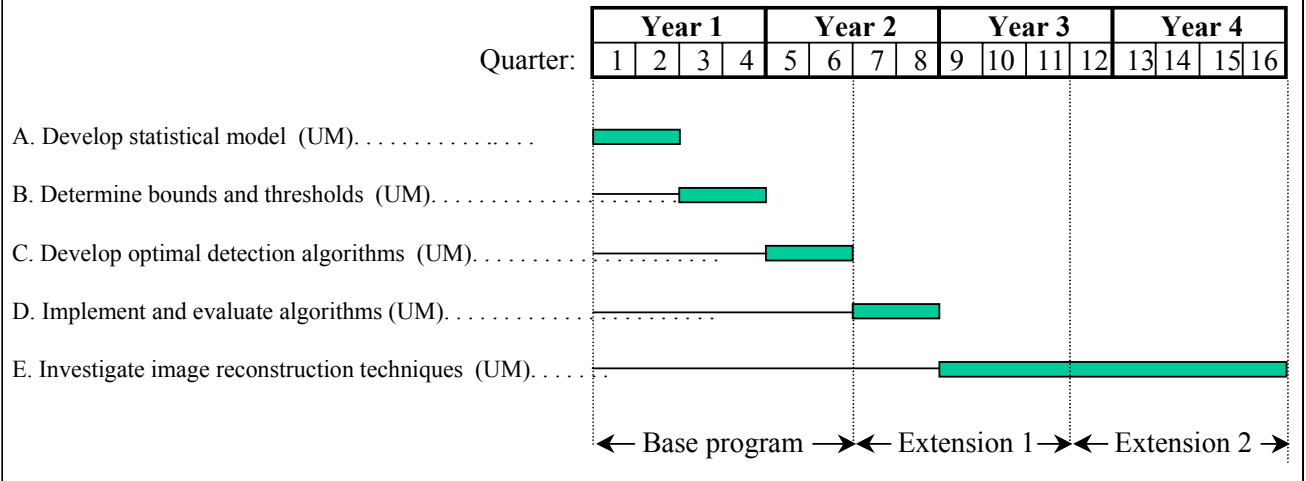 Year 1 Year 2 Year 3 Year 4
Quarter: 1 2 3 4 5 6 7 8 9 10 11 12 13 14 15 16
A. Develop statistical model (UM). . . . . . . . . . . .. . . . .
B. Determine bounds and thresholds (UM). . . . . . . . . . . . . . . . . . . . .
C. Develop optimal detection algorithms (UM). . . . . . . . . . . . . . . . . . . . .
D. Implement and evaluate algorithms (UM). . . . . . . . . . . . . . . . . . . . . . .
E. Investigate image reconstruction techniques (UM). . . . . . .
Base program Extension 1 Extension 2